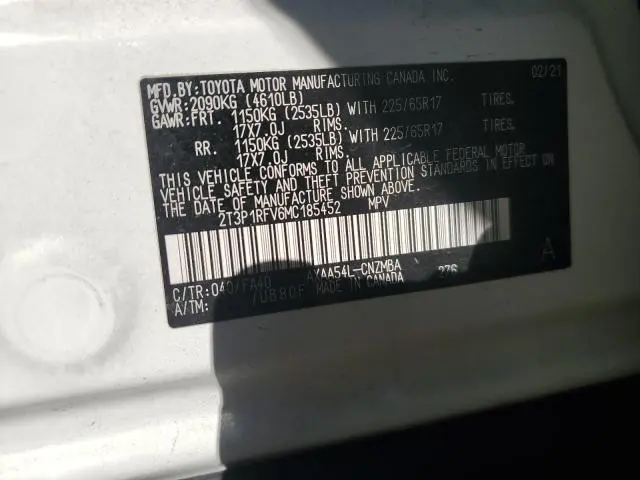 MFD.BY:TOYOTA MOTOR MANUFACTURING CANADA INC. 02/21
GVWR:2090KG (4610LB)
GAWR:FRT. 1150KG (2535LB) WITH 225/65R17 TIRES.
17X7.0J RIMS.
RR. 1150KG (2535LB) WITH 225/65R17 TIRES.
17X7.0J RIMS.
THIS VEHICLE CONFORMS TO ALL APPLICABLE FEDERAL MOTOR
VEHICLE SAFETY AND THEFT PREVENTION STANDARDS IN EFFECT ON
THE DATE OF MANUFACTURE SHOWN ABOVE.
2T3P1RFV6MC185452 MPV
A
C/TR:040/FA40 AXAA54L-CNZMBA 276
A/TM: /UB80F MADE IN CANADA